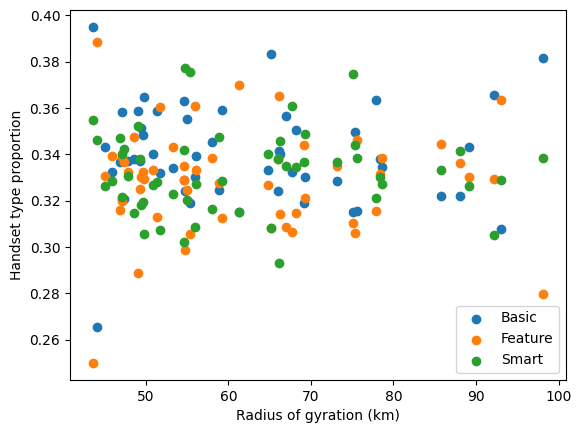 0.40
0.38
0.36
0.34
0.32
0.30
0.28
0.26
Handset type proportion
Basic
Feature
Smart
50 60 70 80 90 100
Radius of gyration (km)